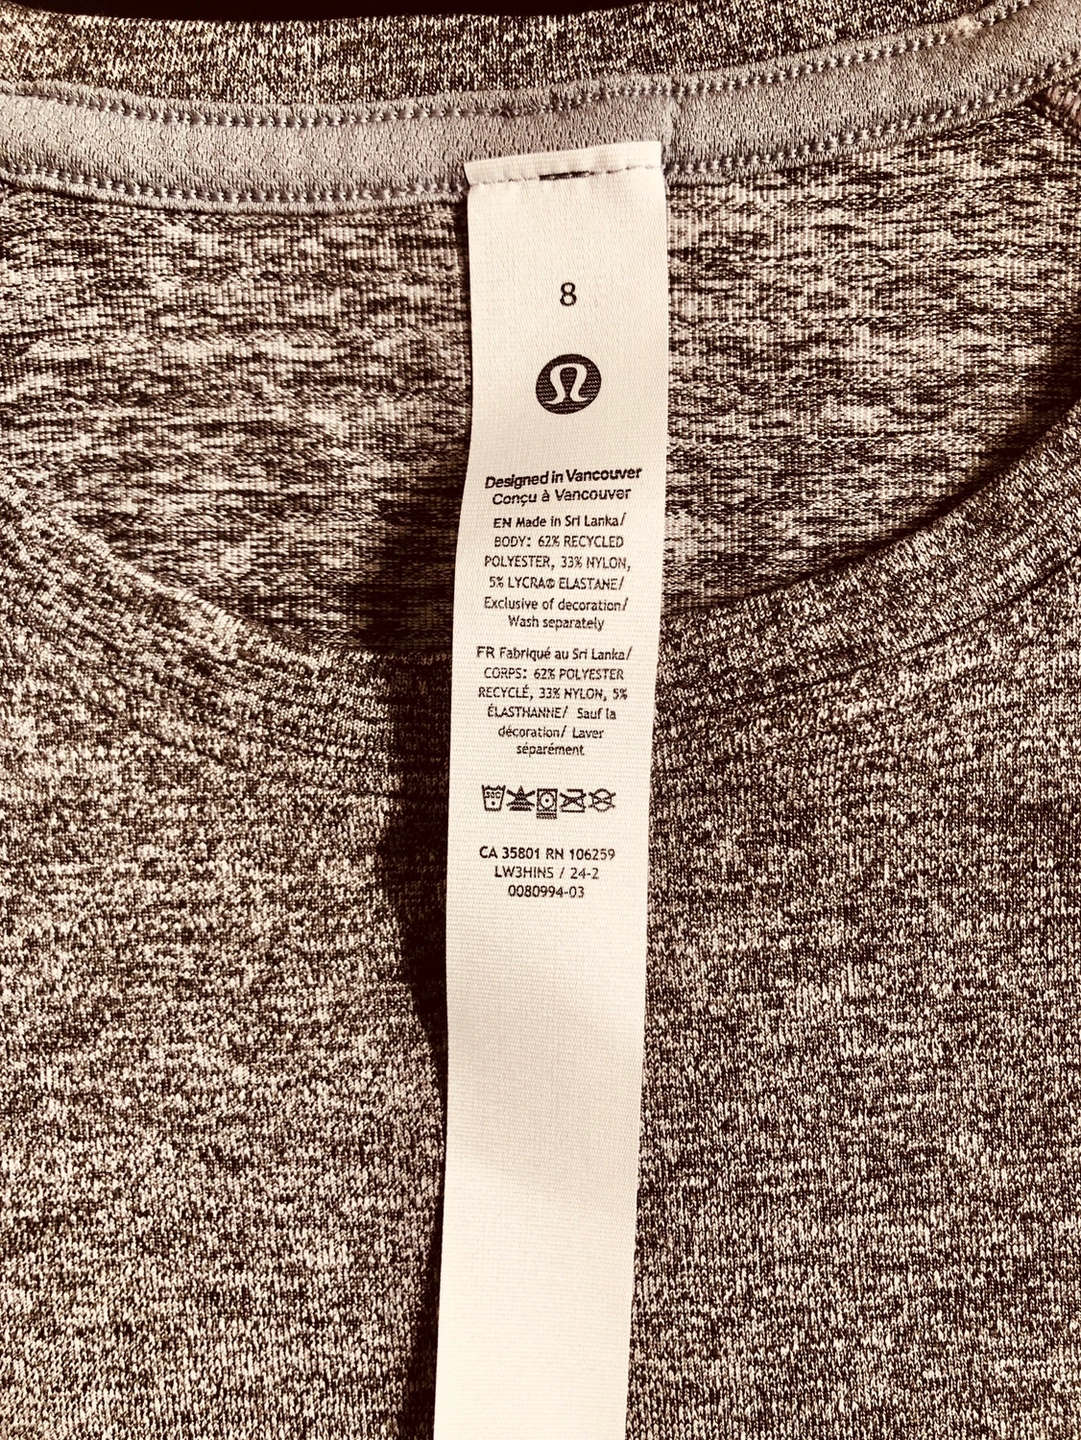 8
Designed in Vancouver
Conçu à Vancouver
EN Made in Sri Lanka/
BODY: 62% RECYCLED
POLYESTER, 33% NYLON,
5% LYCRA® ELASTANE/
Exclusive of decoration/
Wash separately
FR Fabriqué au Sri Lanka/
CORPS: 62% POLYESTER
RECYCLÉ, 33% NYLON, 5%
ÉLASTHANNE/ Sauf la
décoration/ Laver
séparément
CA 35801 RN 106259
LW3HINS / 24-2
0080994-03